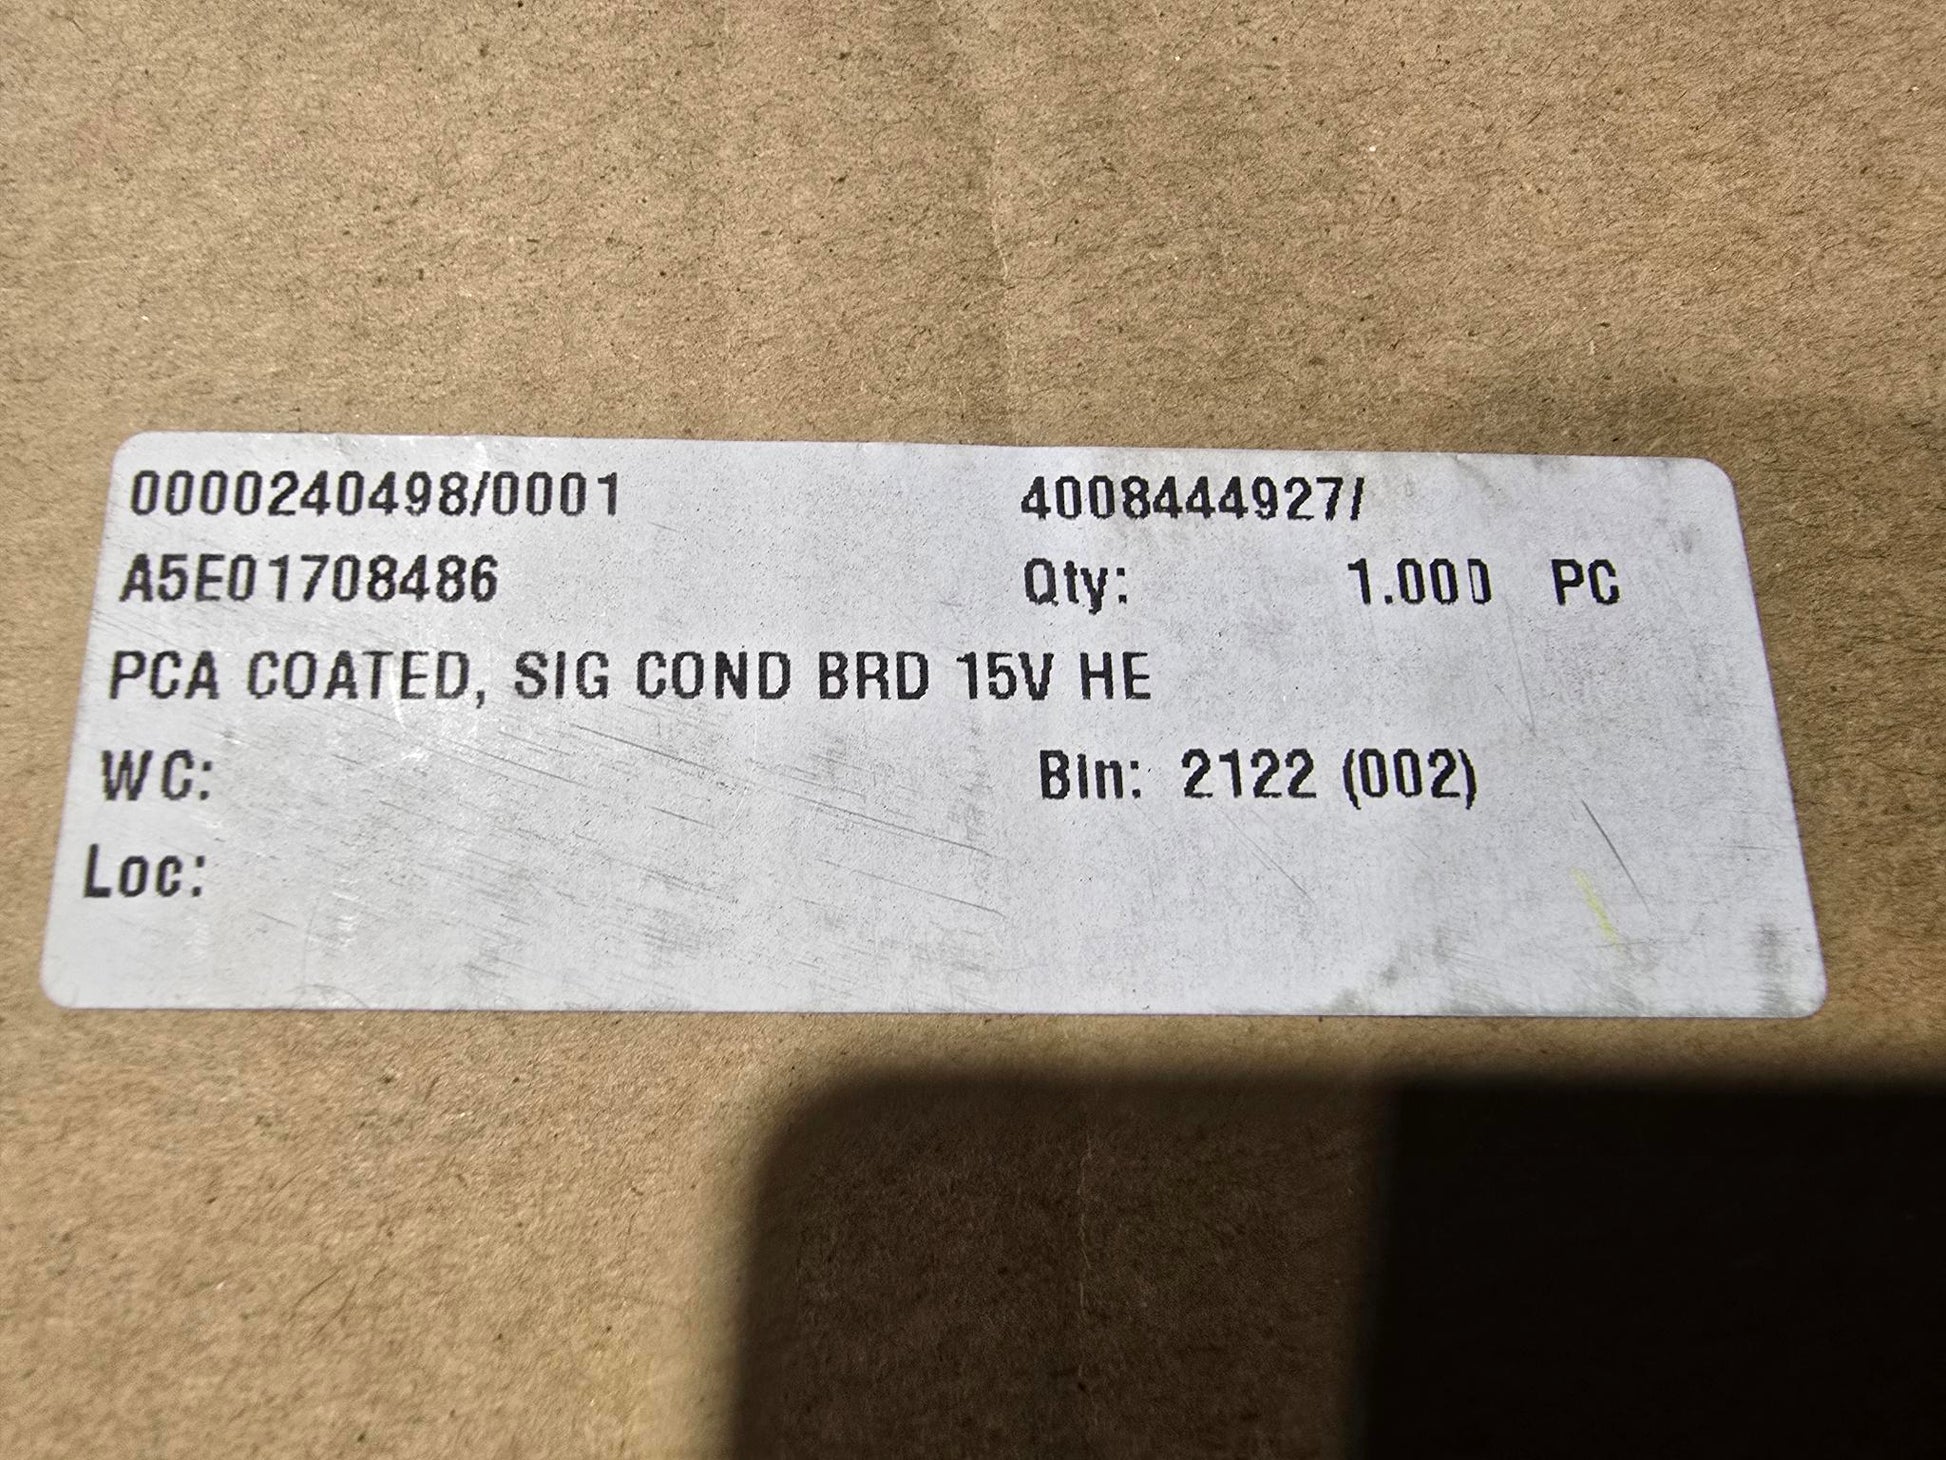 0000240498/0001 4008444927/
A5E01708486 Qty: 1.000 PC
PCA COATED, SIG COND BRD 15V HE
WC: Bin: 2122 (002)
Loc: